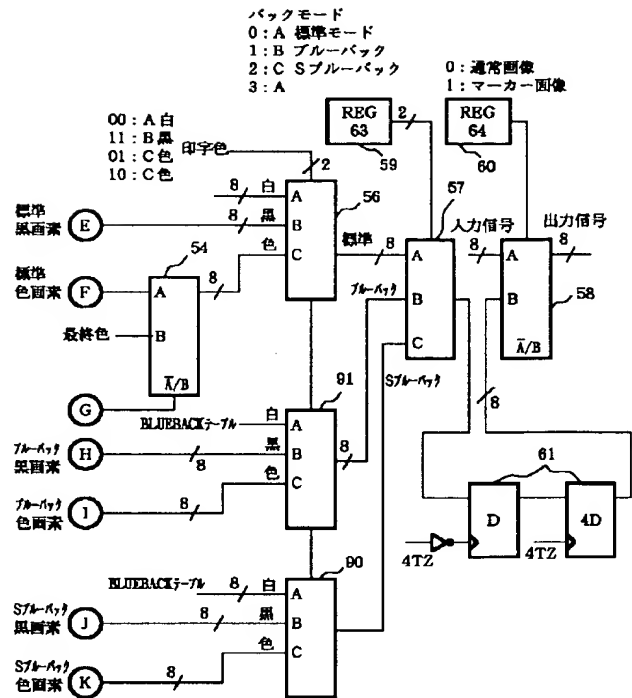 バックモード
0:A 標準モード
1:B ブルーバック
2:C Sブルーバック
3:A
0:通常画像
1:マーカー画像
00:A白
11:B黒
01:C色
10:C色
印字色
2
REG
63
2
59
REG
64
60
8
白
A
56
標準
黒画素
E
8
黒
B
標準
色画素
F
54
A
8
色
C
標準
8
A
57
入力信号
8
A
出力信号
8
58
最終色
B
A/B
ブルーバック
B
B
A/B
C
Sブルーバック
8
G
BLUEBACKテーブル
白
A
91
ブルーバック
黒画素
H
8
黒
B
8
ブルーバック
色画素
I
8
色
C
61
D
4D
4TZ
4TZ
BLUEBACKテーブル
8
白
A
90
Sブルーバック
黒画素
J
8
黒
B
Sブルーバック
色画素
K
8
色
C